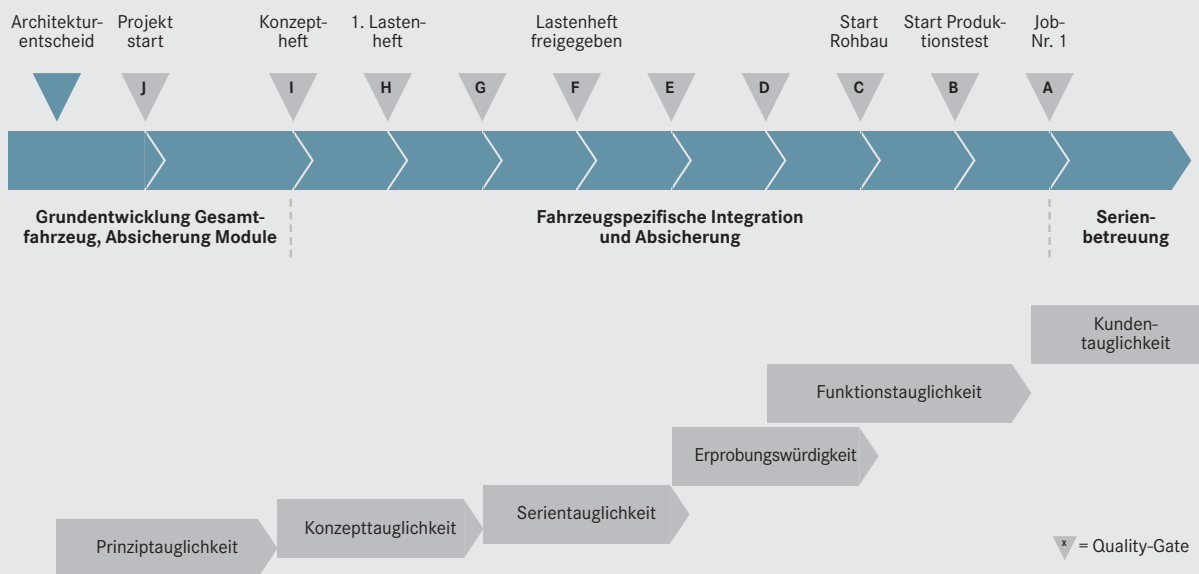 Architektur-
entscheid
Projekt
start
Konzept-
heft
1. Lasten-
heft
Lastenheft
freigegeben
Start
Rohbau
Start Produk-
tionstest
Job-
Nr. 1
J
I
H
G
F
E
D
C
B
A
Grundentwicklung Gesamt-
fahrzeug, Absicherung Module
Fahrzeugspezifische Integration
und Absicherung
Serien-
betreuung
Kunden-
tauglichkeit
Funktionstauglichkeit
Erprobungswürdigkeit
Serientauglichkeit
Konzepttauglichkeit
Prinziptauglichkeit
x = Quality-Gate